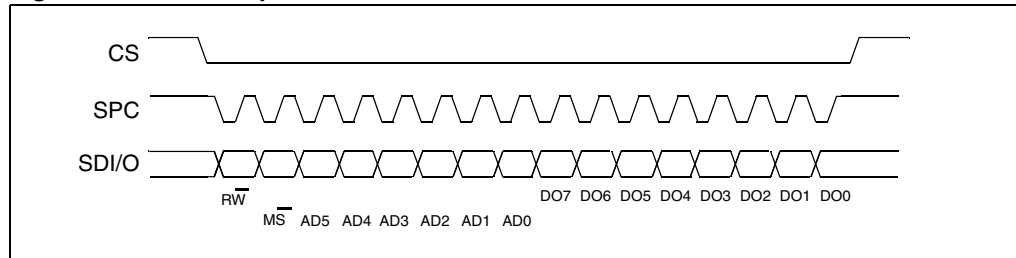 CS
SPC
SDI/O
RW̅
DO7 DO6 DO5 DO4 DO3 DO2 DO1 DO0
MS̅ AD5 AD4 AD3 AD2 AD1 AD0